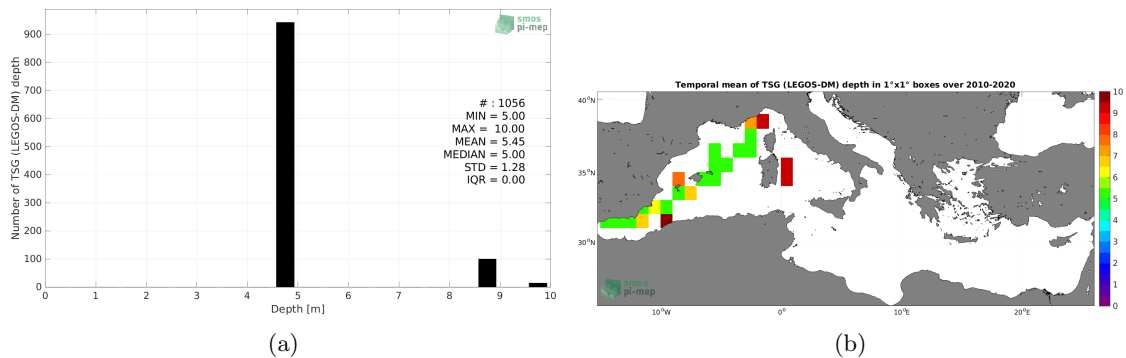 smos
pi-mep
Number of TSG (LEGOS-DM) depth
900
800
700
600
500
400
300
200
100
0
# : 1056
MIN = 5.00
MAX = 10.00
MEAN = 5.45
MEDIAN = 5.00
STD = 1.28
IQR = 0.00
0 1 2 3 4 5 6 7 8 9 10
Depth [m]
(a)
Temporal mean of TSG (LEGOS-DM) depth in 1°x1° boxes over 2010-2020
40°N
35°N
30°N
10°W 0° 10°E 20°E
smos
pi-mep
10
9
8
7
6
5
4
3
2
1
0
(b)